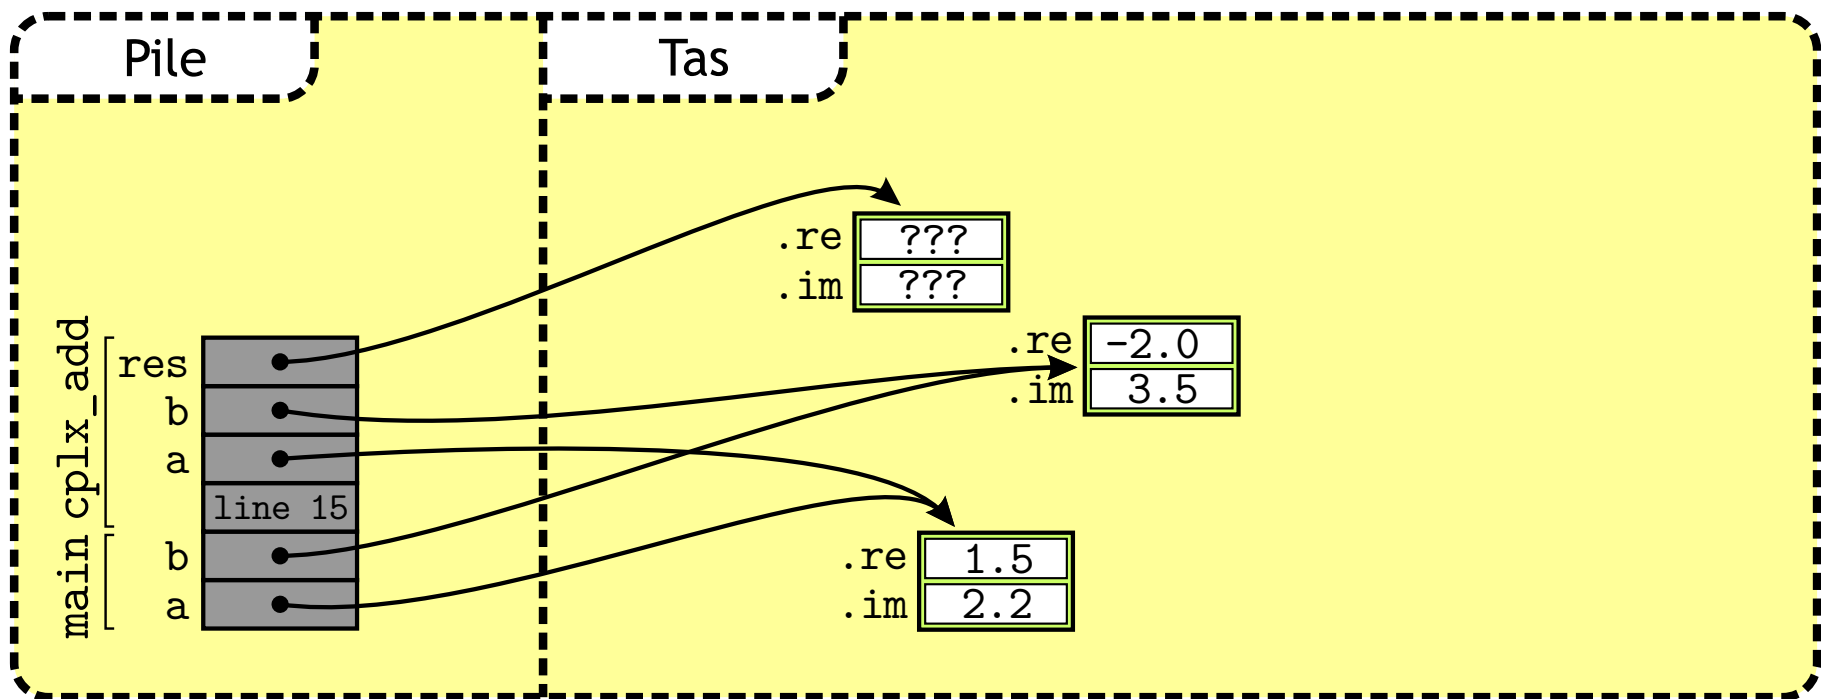 Pile
Tas
.re ???
.im ???
.re -2.0
.im 3.5
cplx_add
res
b
a
line 15
main
b
a
.re 1.5
.im 2.2